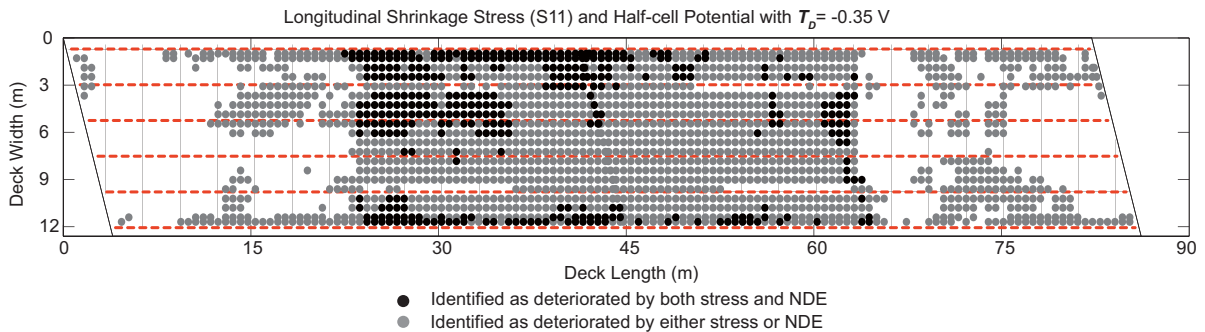 Longitudinal Shrinkage Stress (S11) and Half-cell Potential with T_D= -0.35 V
0
3
6
9
12
Deck Width (m)
0 15 30 45 60 75 90
Deck Length (m)
Identified as deteriorated by both stress and NDE
Identified as deteriorated by either stress or NDE